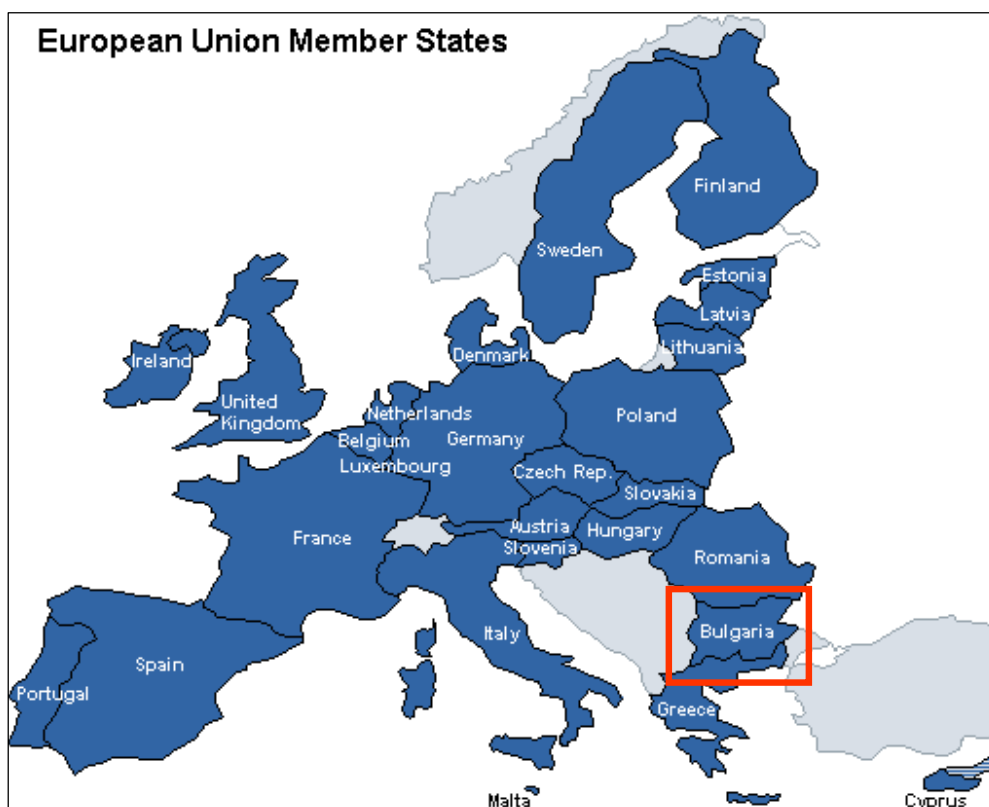 European Union Member States
Finland
Sweden
Estonia
Latvia
Lithuania
Denmark
Ireland
United
Kingdom
Netherlands
Belgium
Germany
Luxembourg
Poland
Czech Rep.
Slovakia
Austria
Hungary
Slovenia
France
Romania
Bulgaria
Italy
Spain
Portugal
Greece
Malta
Cyprus